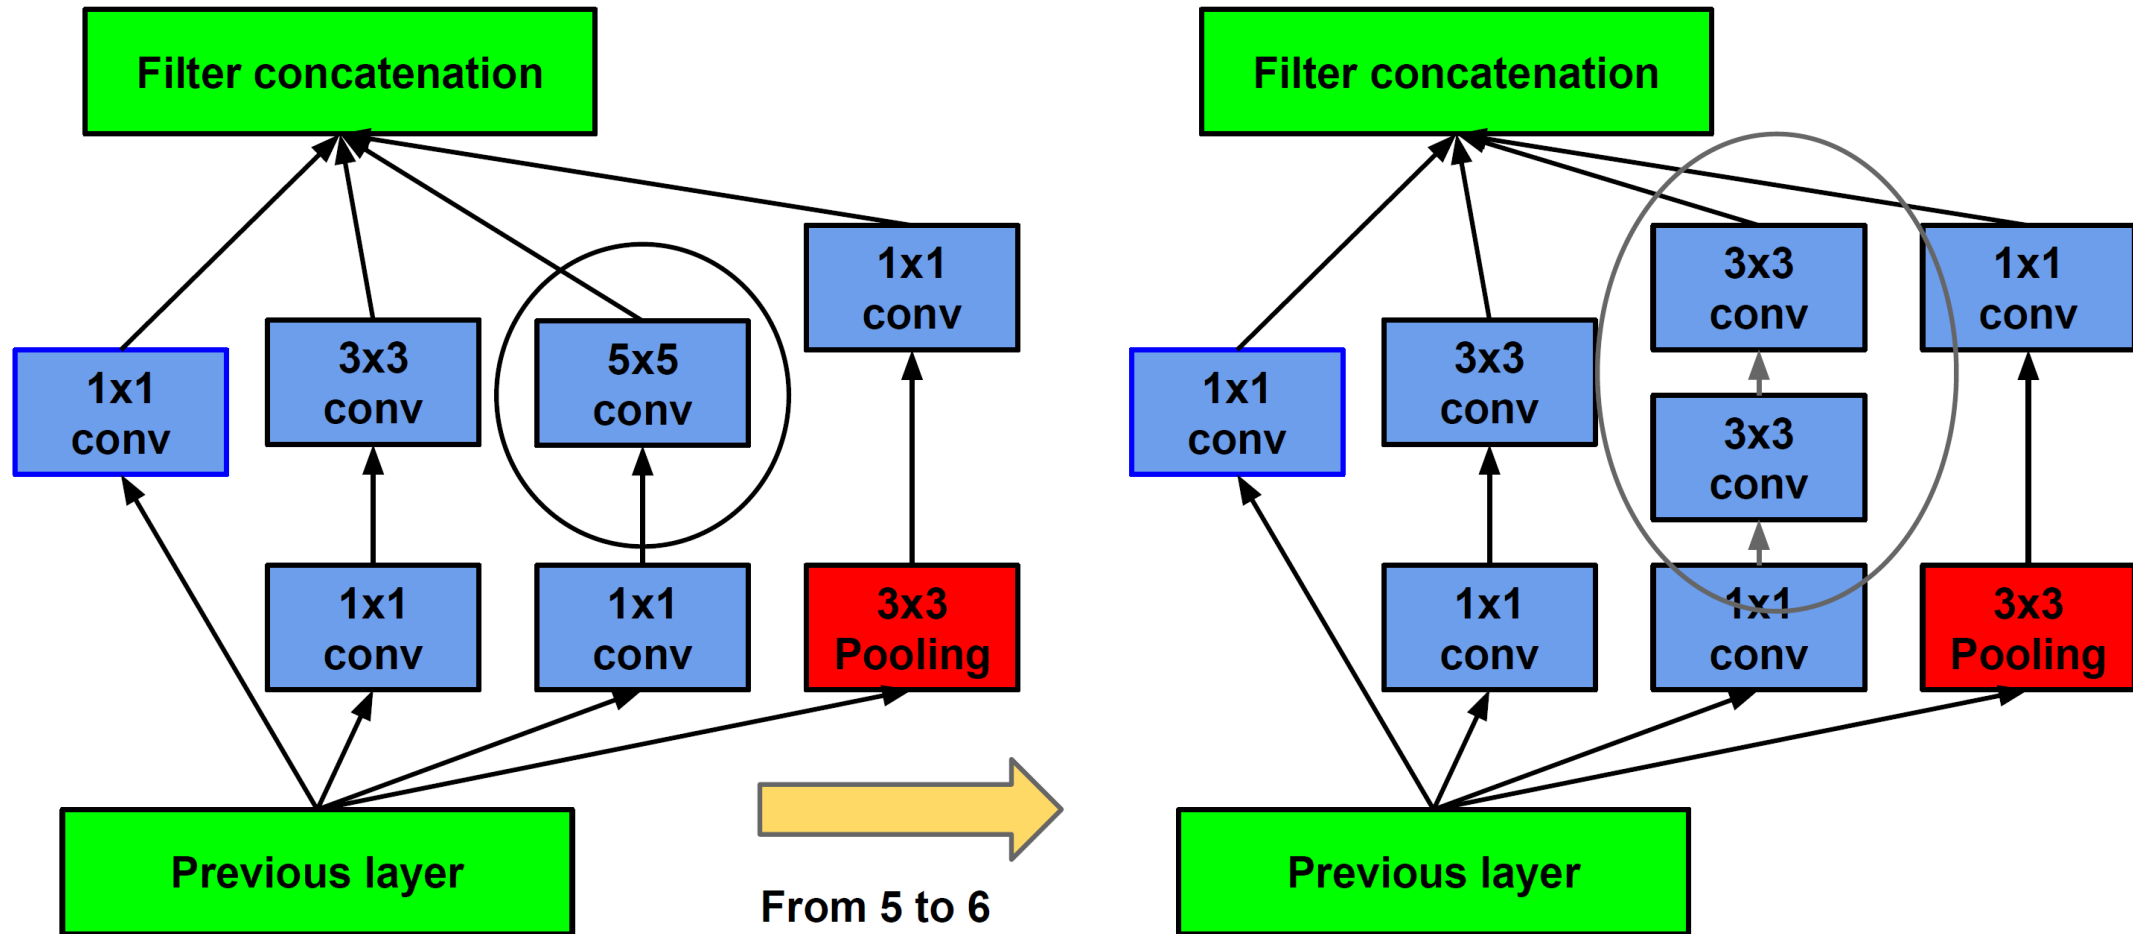 Filter concatenation
1x1
conv
3x3
conv
5x5
conv
1x1
conv
1x1
conv
1x1
conv
3x3
Pooling
Previous layer
From 5 to 6
Filter concatenation
1x1
conv
3x3
conv
3x3
conv
1x1
conv
3x3
conv
1x1
conv
1x1
conv
3x3
Pooling
Previous layer